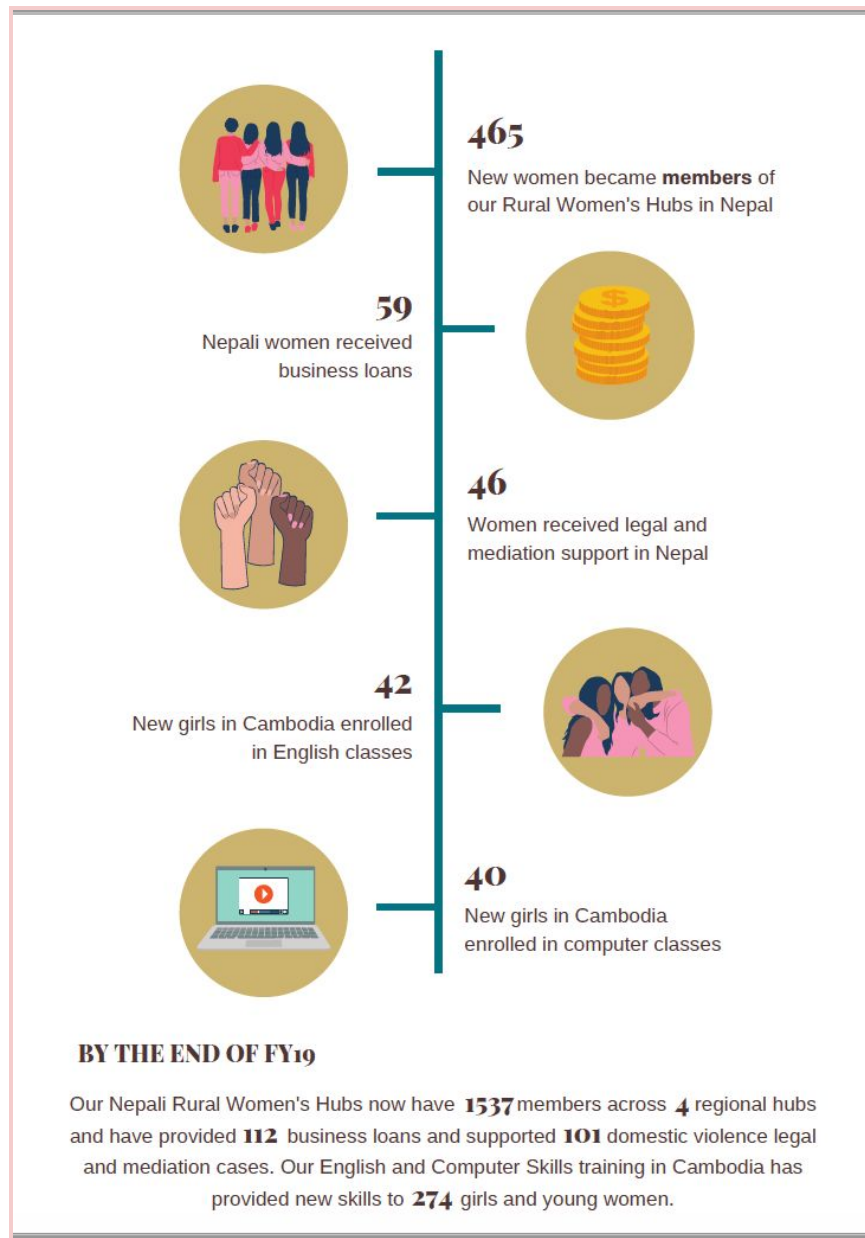 465
New women became members of
our Rural Women's Hubs in Nepal
59
Nepali women received
business loans
46
Women received legal and
mediation support in Nepal
42
New girls in Cambodia enrolled
in English classes
40
New girls in Cambodia
enrolled in computer classes
BY THE END OF FY19
Our Nepali Rural Women's Hubs now have 1537 members across 4 regional hubs
and have provided 112 business loans and supported 101 domestic violence legal
and mediation cases. Our English and Computer Skills training in Cambodia has
provided new skills to 274 girls and young women.